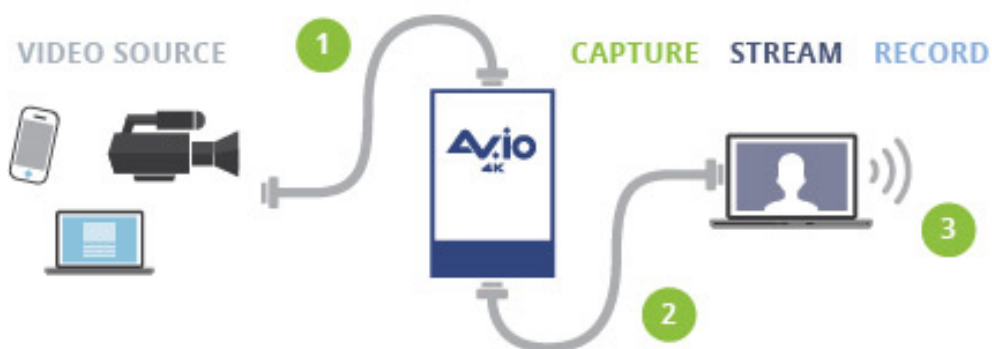 VIDEO SOURCE
1
CAPTURE STREAM RECORD
AV.io
4K
3
2